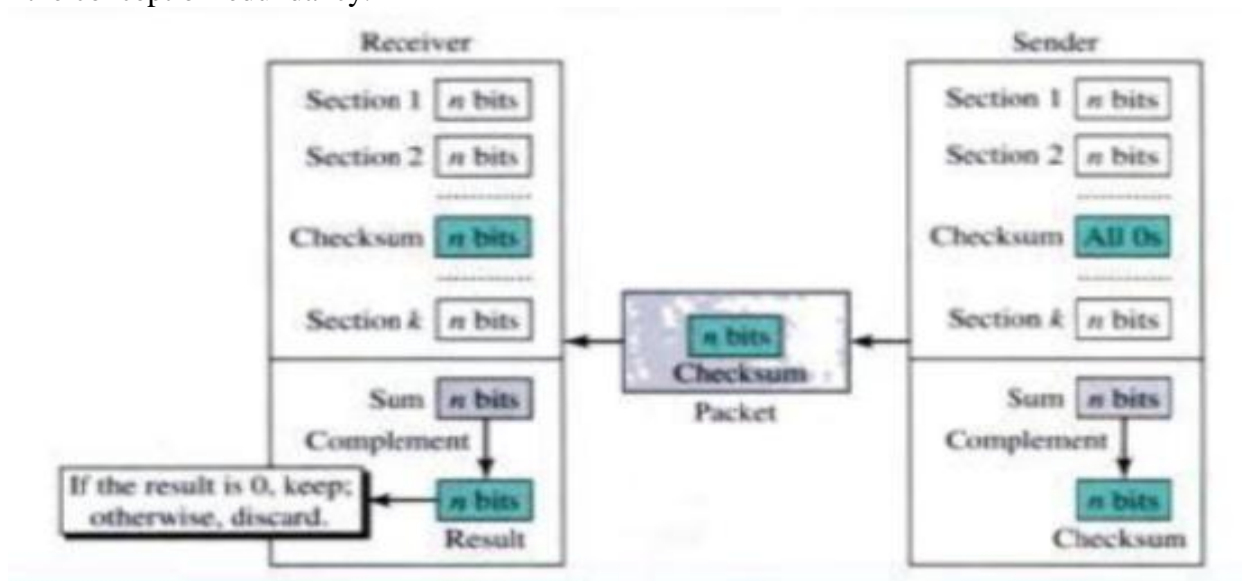 Receiver
Section 1 n bits
Section 2 n bits
Checksum n bits
Section k n bits
Sum n bits
Complement
n bits
Result
If the result is 0, keep;
otherwise, discard.
n bits
Checksum
Packet
Sender
Section 1 n bits
Section 2 n bits
Checksum All 0s
Section k n bits
Sum n bits
Complement
n bits
Checksum